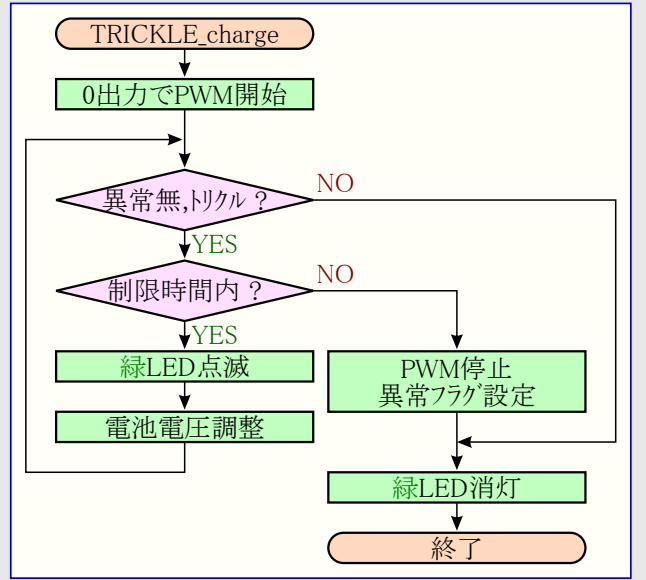 TRICKLE_charge
0出力でPWM開始
異常無,ﾄﾘｸﾙ ?
NO
YES
制限時間内 ?
NO
YES
緑LED点滅
PWM停止
異常ﾌﾗｸﾞ設定
電池電圧調整
緑LED消灯
終了